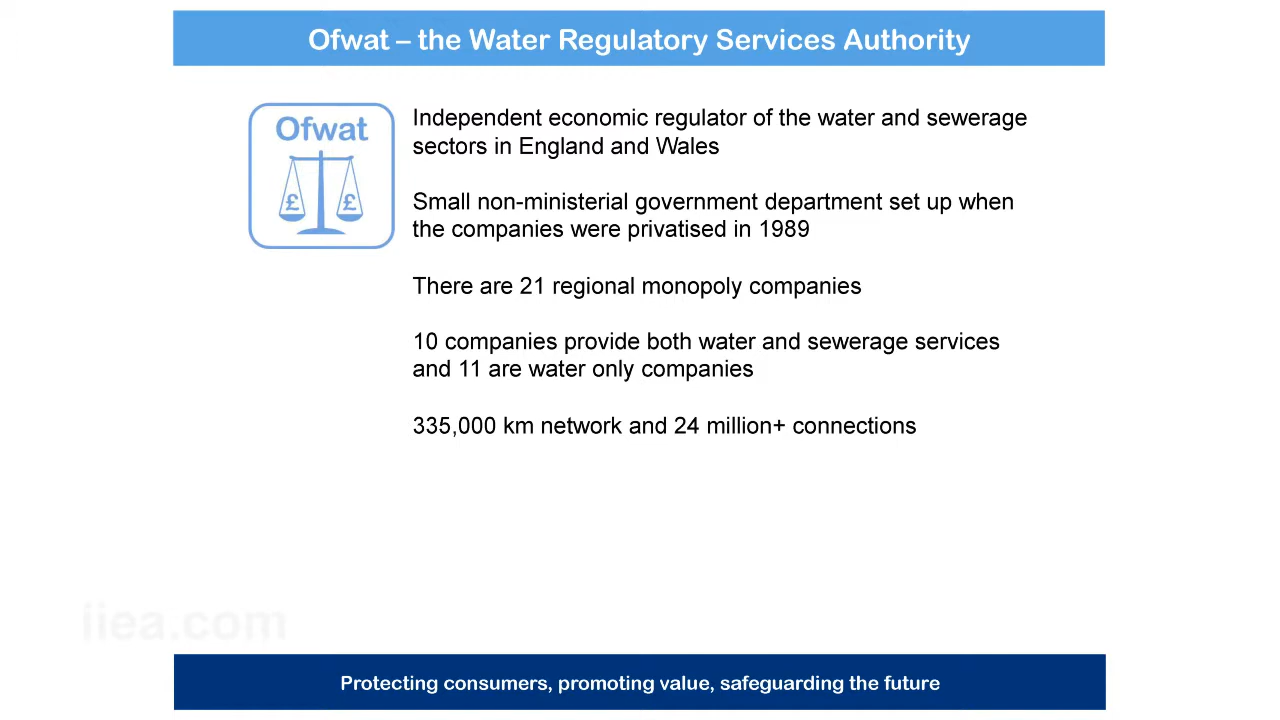 Ofwat – the Water Regulatory Services Authority
Ofwat
£ £
Independent economic regulator of the water and sewerage
sectors in England and Wales
Small non-ministerial government department set up when
the companies were privatised in 1989
There are 21 regional monopoly companies
10 companies provide both water and sewerage services
and 11 are water only companies
335,000 km network and 24 million+ connections
iiea.com
Protecting consumers, promoting value, safeguarding the future